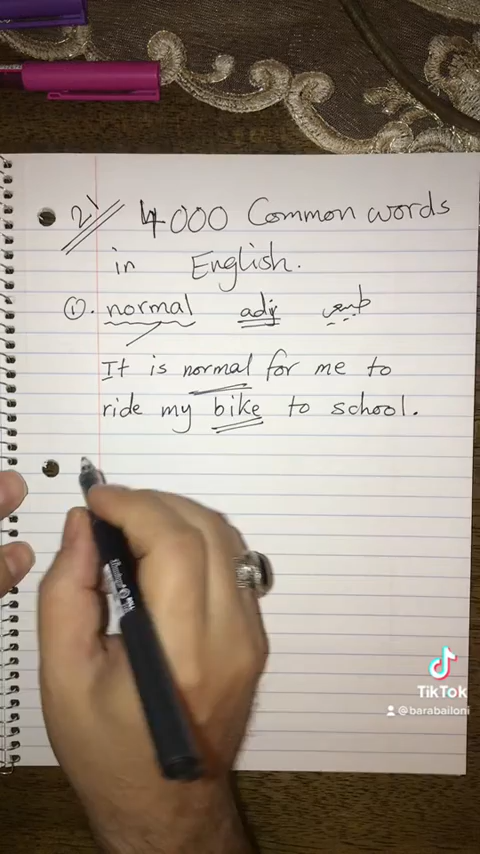 2) 4000 Common words
in English.
①. normal adj طبيعي
It is normal for me to
ride my bike to school.
TikTok
@barabailoni